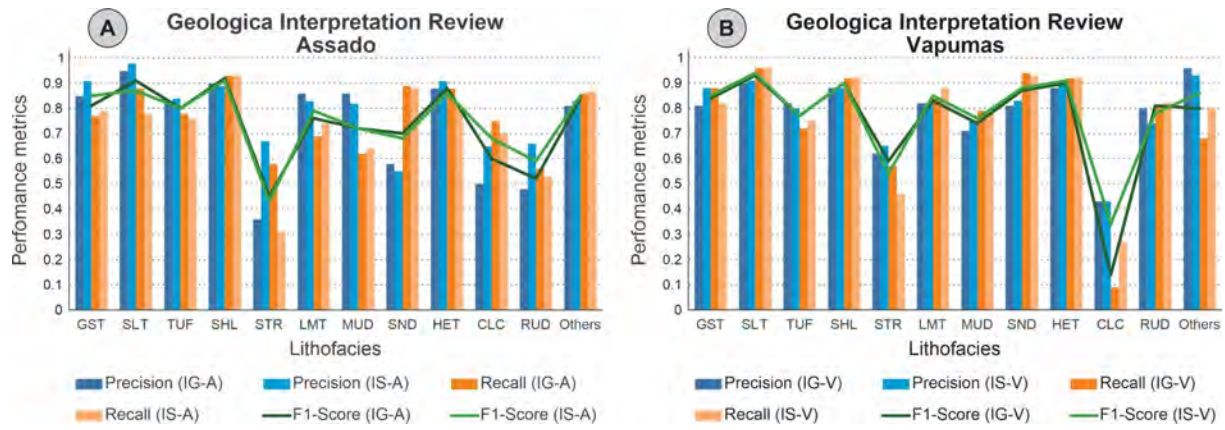 A
Geologica Interpretation Review
Assado
Perfomance metrics
1
0.9
0.8
0.7
0.6
0.5
0.4
0.3
0.2
0.1
0
GST SLT TUF SHL STR LMT MUD SND HET CLC RUD Others
Lithofacies
Precision (IG-A) Precision (IS-A) Recall (IG-A)
Recall (IS-A) F1-Score (IG-A) F1-Score (IS-A)
B
Geologica Interpretation Review
Vapumas
Perfomance metrics
1
0.9
0.8
0.7
0.6
0.5
0.4
0.3
0.2
0.1
0
GST SLT TUF SHL STR LMT MUD SND HET CLC RUD Others
Lithofacies
Precision (IG-V) Precision (IS-V) Recall (IG-V)
Recall (IS-V) F1-Score (IG-V) F1-Score (IS-V)